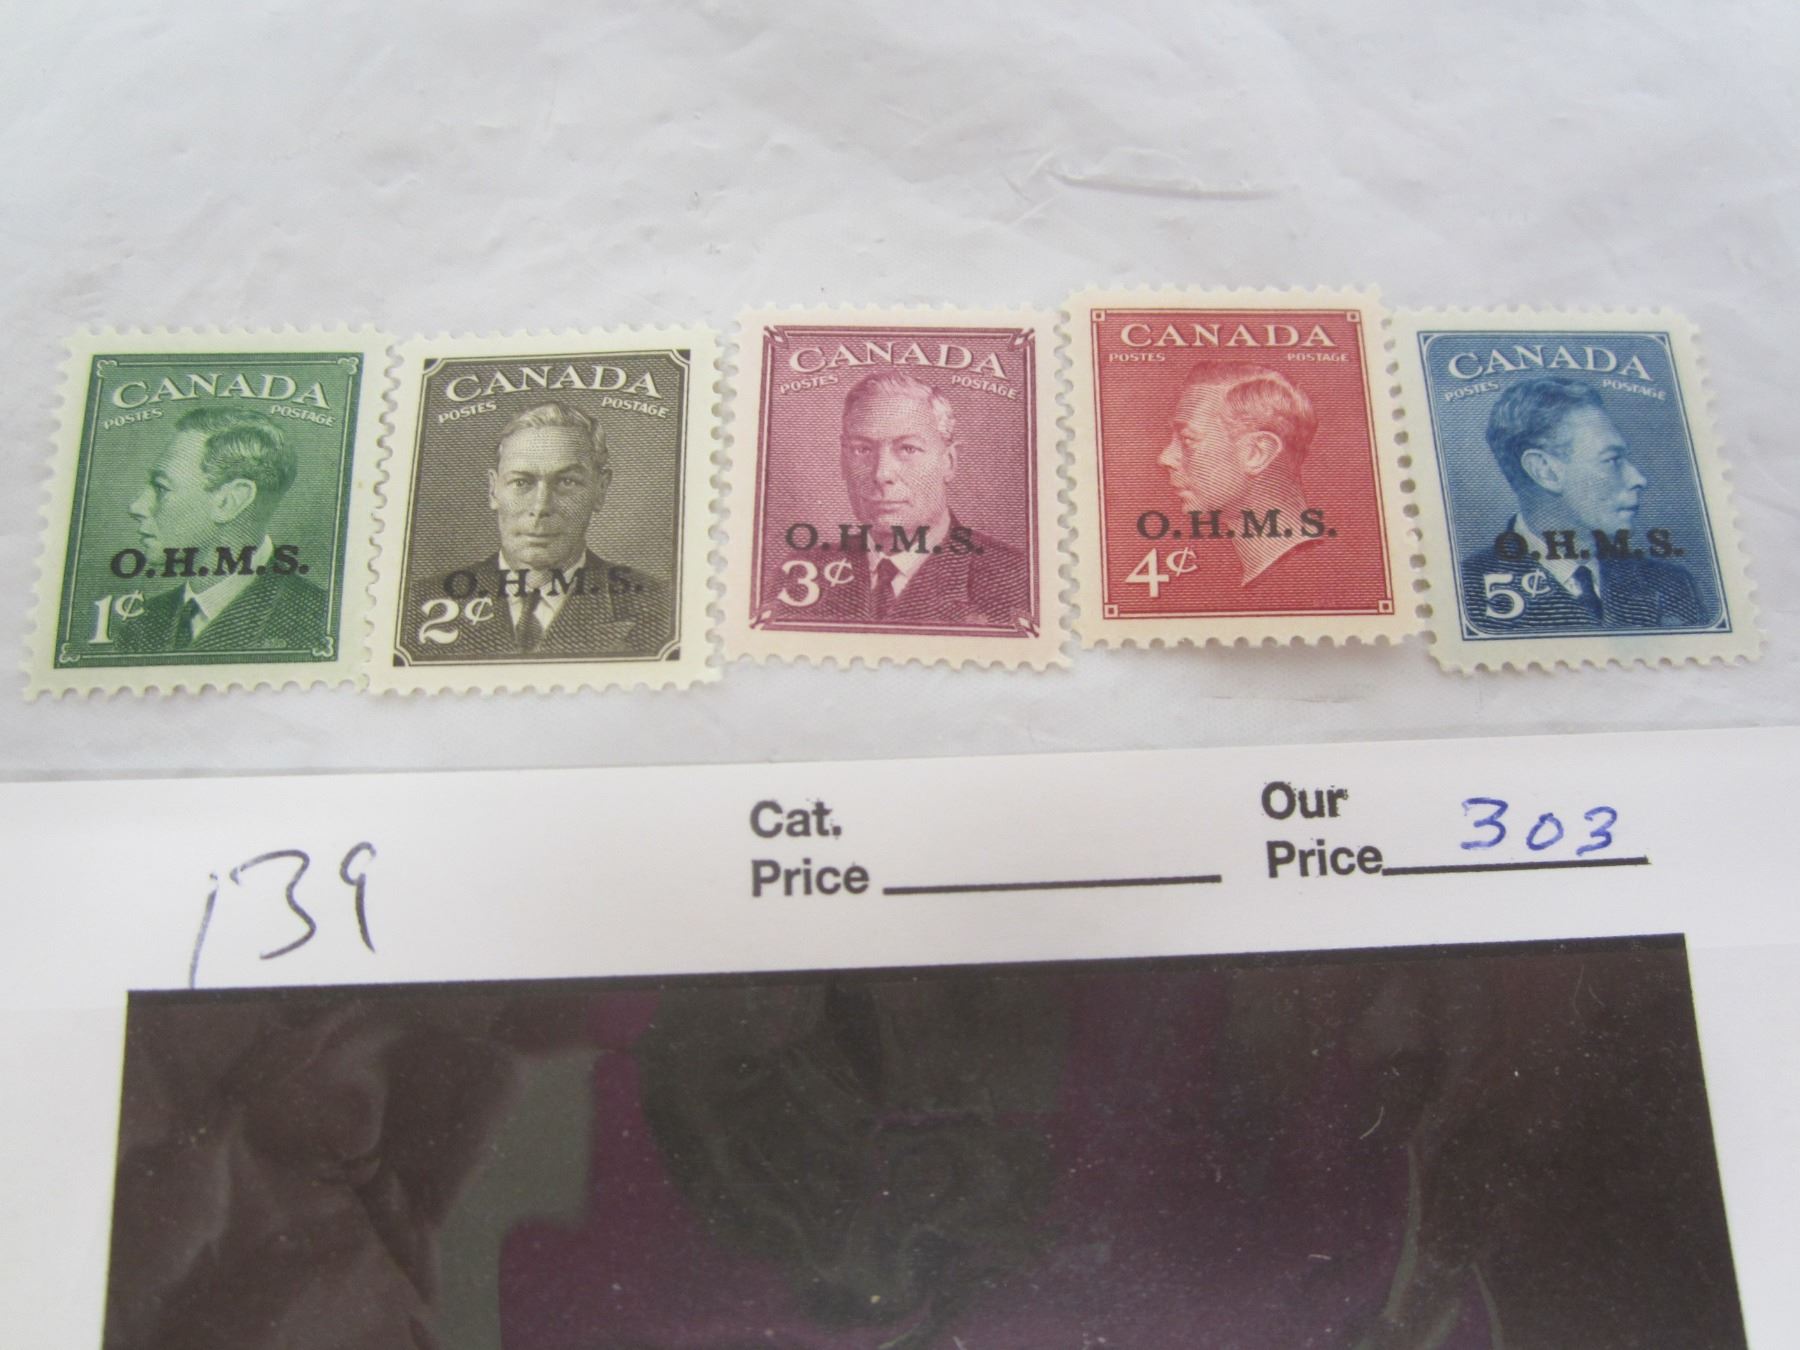 CANADA
POSTES POSTAGE
O.H.M.S.
1¢
CANADA
POSTES POSTAGE
O.H.M.S.
2¢
CANADA
POSTES POSTAGE
O.H.M.S.
3¢
CANADA
POSTES POSTAGE
O.H.M.S.
4¢
CANADA
POSTES POSTAGE
O.H.M.S.
5¢
139
Cat.
Price
Our
Price 303